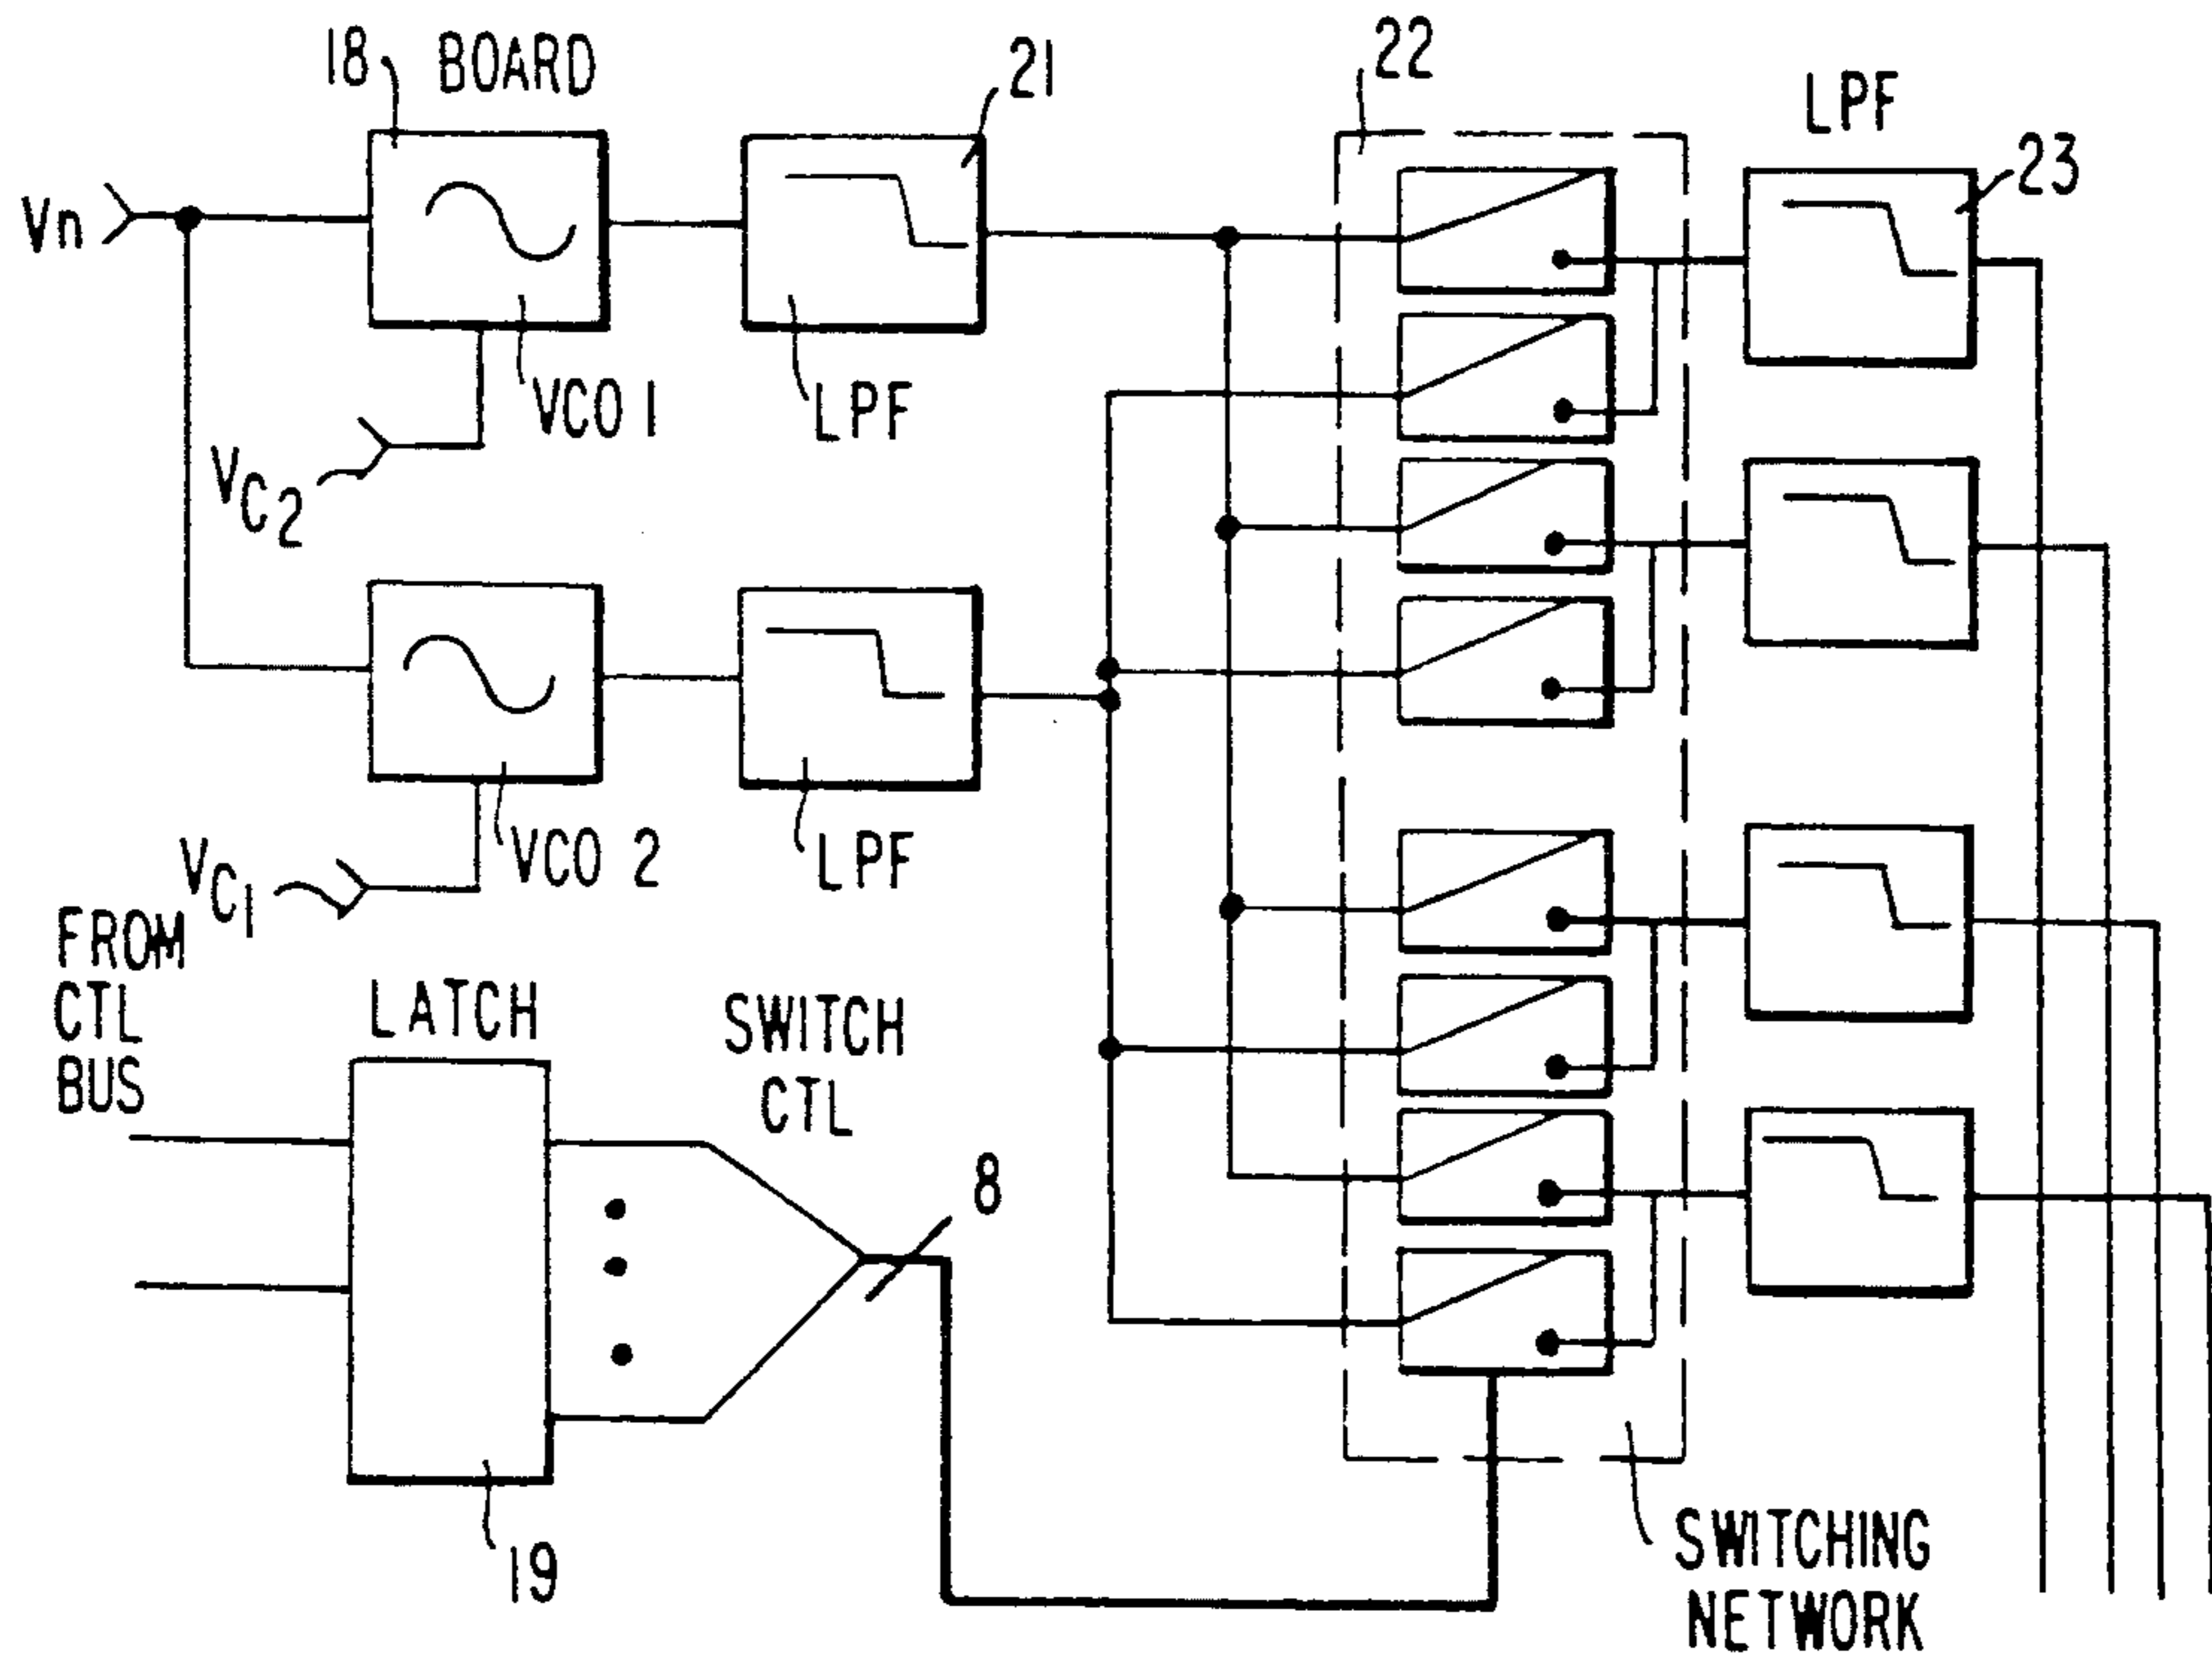 18 BOARD
21
22
LPF
23
Vn
VCO 1
LPF
VC2
VCO 2
LPF
VC1
FROM
CTL
BUS
LATCH
SWITCH
CTL
8
19
SWITCHING
NETWORK